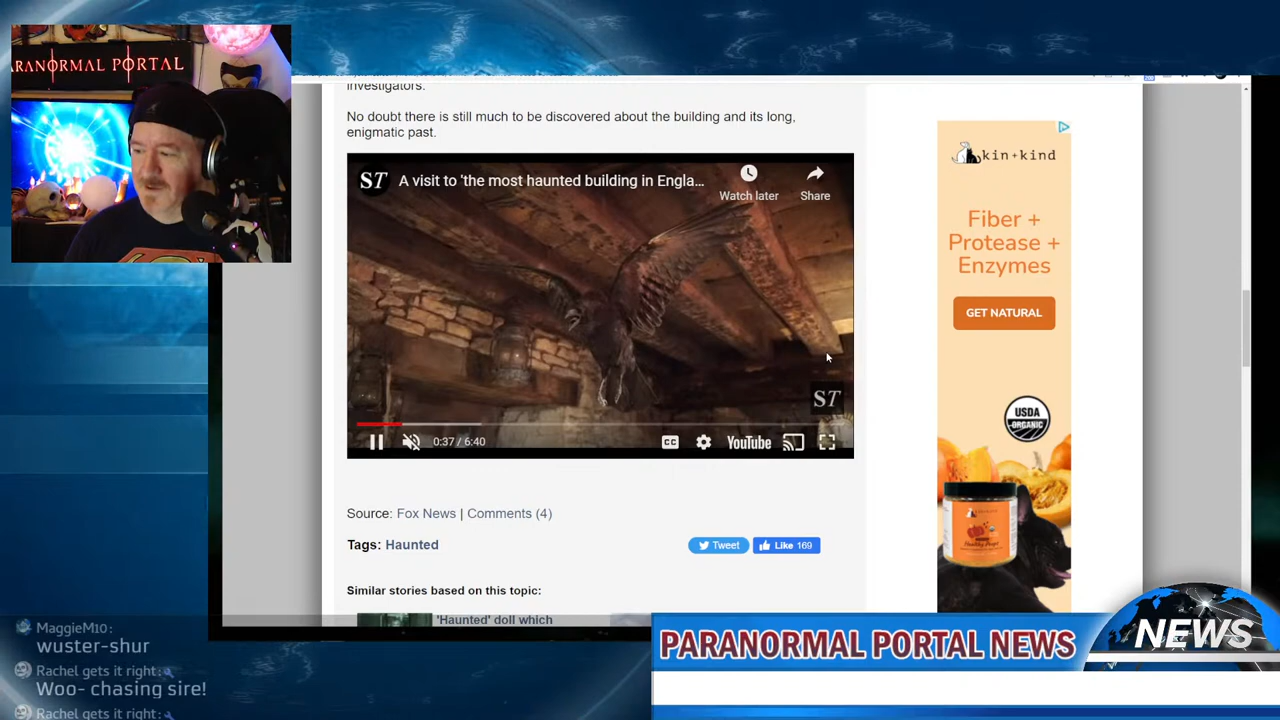 PARANORMAL PORTAL
investigators.
No doubt there is still much to be discovered about the building and its long,
enigmatic past.
ST
A visit to 'the most haunted building in Engla...
Watch later
Share
ST
0:37 / 6:40
CC
YouTube
Source: Fox News | Comments (4)
Tags: Haunted
Tweet
Like 169
Similar stories based on this topic:
'Haunted' doll which
kin+kind
Fiber +
Protease +
Enzymes
GET NATURAL
USDA
ORGANIC
MaggieM10:
wuster-shur
Rachel gets it right:
Woo- chasing sire!
Rachel gets it right:
PARANORMAL PORTAL NEWS
NEWS